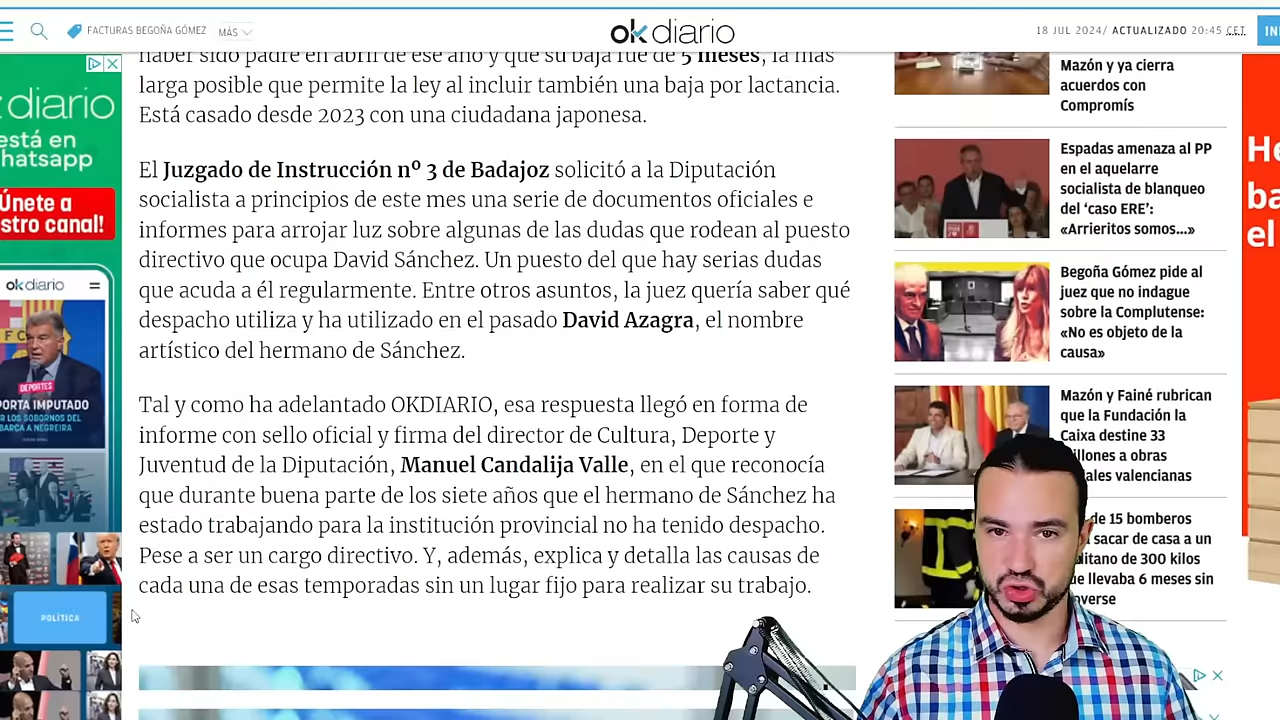 FACTURAS BEGOÑA GÓMEZ
MÁS
okdiario
18 JUL 2024/ ACTUALIZADO 20:45 CET
haber sido padre en abril de ese año y que su baja fue de 5 meses, la más
larga posible que permite la ley al incluir también una baja por lactancia.
Está casado desde 2023 con una ciudadana japonesa.
El Juzgado de Instrucción nº 3 de Badajoz solicitó a la Diputación
socialista a principios de este mes una serie de documentos oficiales e
informes para arrojar luz sobre algunas de las dudas que rodean al puesto
directivo que ocupa David Sánchez. Un puesto del que hay serias dudas
que acuda a él regularmente. Entre otros asuntos, la juez quería saber qué
despacho utiliza y ha utilizado en el pasado David Azagra, el nombre
artístico del hermano de Sánchez.
Tal y como ha adelantado OKDIARIO, esa respuesta llegó en forma de
informe con sello oficial y firma del director de Cultura, Deporte y
Juventud de la Diputación, Manuel Candalija Valle, en el que reconocía
que durante buena parte de los siete años que el hermano de Sánchez ha
estado trabajando para la institución provincial no ha tenido despacho.
Pese a ser un cargo directivo. Y, además, explica y detalla las causas de
cada una de esas temporadas sin un lugar fijo para realizar su trabajo.
diario
está en
hatsapp
Únete a
stro canal!
okdiario
DEPORTES
PORTA IMPUTADO
LOS SOBORNOS DEL
BARÇA A NEGREIRA
POLÍTICA
Mazón y ya cierra
acuerdos con
Compromís
Espadas amenaza al PP
en el aquelarre
socialista de blanqueo
del ‘caso ERE’:
«Arrieritos somos...»
Begoña Gómez pide al
juez que no indague
sobre la Complutense:
«No es objeto de la
causa»
Mazón y Fainé rubrican
que la Fundación la
Caixa destine 33
illones a obras
ales valencianas
de 15 bomberos
sacar de casa a un
itano de 300 kilos
ue llevaba 6 meses sin
overse
He
ba
el